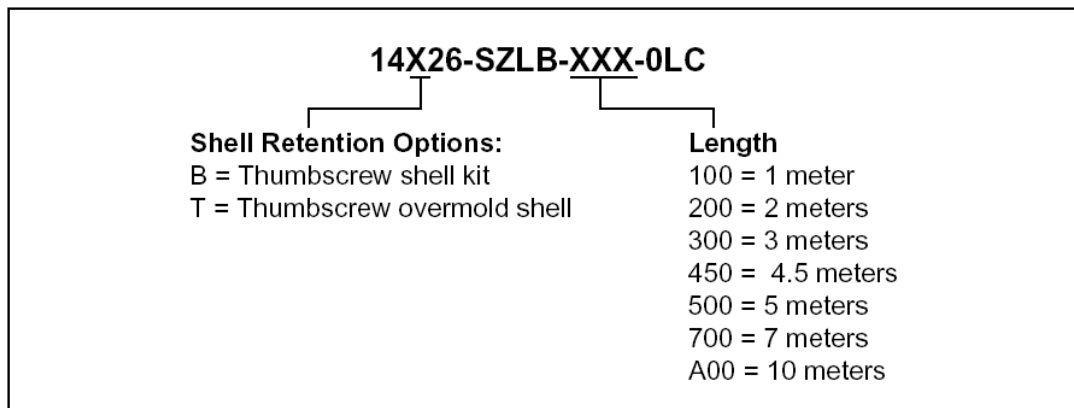 14X26-SZLB-XXX-0LC
Shell Retention Options:
B = Thumbscrew shell kit
T = Thumbscrew overmold shell
Length
100 = 1 meter
200 = 2 meters
300 = 3 meters
450 =  4.5 meters
500 = 5 meters
700 = 7 meters
A00 = 10 meters